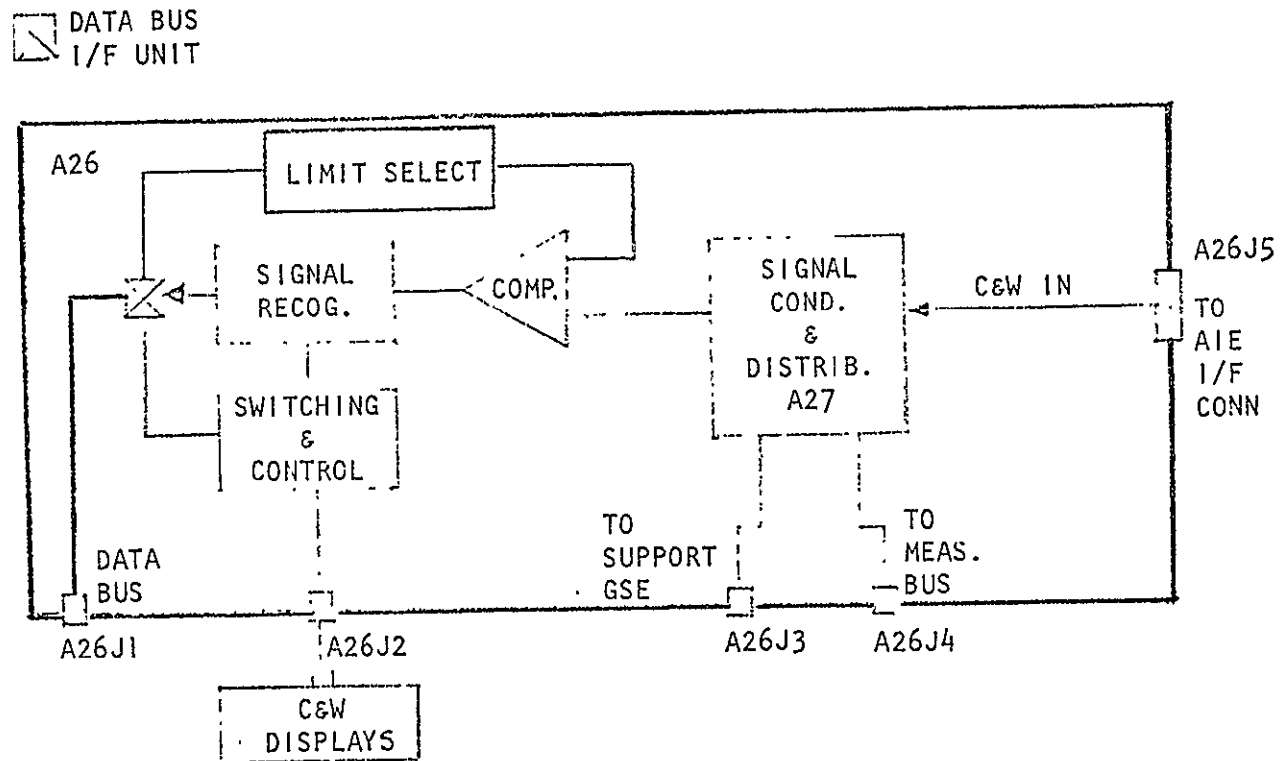 DATA BUS
I/F UNIT
A26
LIMIT SELECT
SIGNAL
RECOG.
COMP.
SIGNAL
COND.
&
DISTRIB.
A27
C&W IN
A26J5
TO
AIE
I/F
CONN
SWITCHING
&
CONTROL
DATA
BUS
TO
SUPPORT
GSE
TO
MEAS.
BUS
A26J1
A26J2
A26J3
A26J4
C&W
DISPLAYS